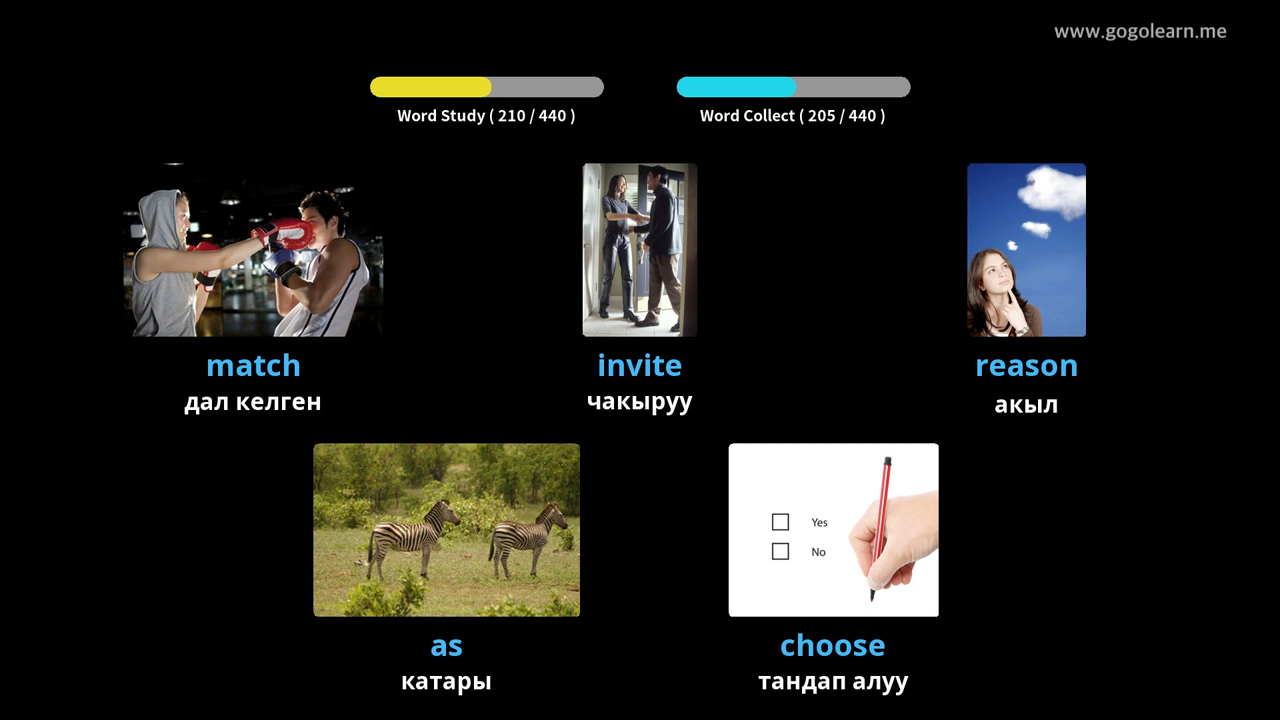 www.gogolearn.me
Word Study ( 210 / 440 )
Word Collect ( 205 / 440 )
match
дал келген
invite
чакыруу
reason
акыл
Yes
No
as
катары
choose
тандап алуу